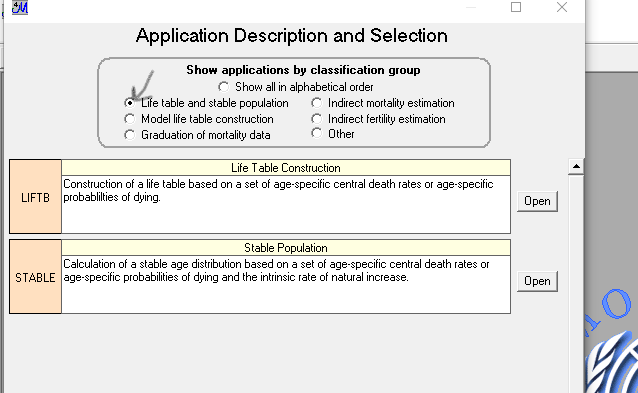 4M
Application Description and Selection
Show applications by classification group
Show all in alphabetical order
Life table and stable population
Indirect mortality estimation
Model life table construction
Indirect fertility estimation
Graduation of mortality data
Other
Life Table Construction
LIFTB
Construction of a life table based on a set of age-specific central death rates or age-specific
probablilties of dying.
Open
Stable Population
STABLE
Calculation of a stable age distribution based on a set of age-specific central death rates or
age-specific probabilities of dying and the intrinsic rate of natural increase.
Open
MO